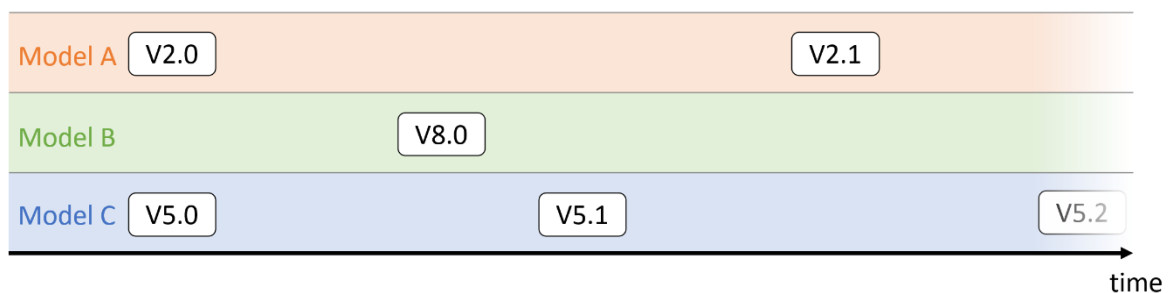 Model A V2.0 V2.1
Model B V8.0
Model C V5.0 V5.1 V5.2
time